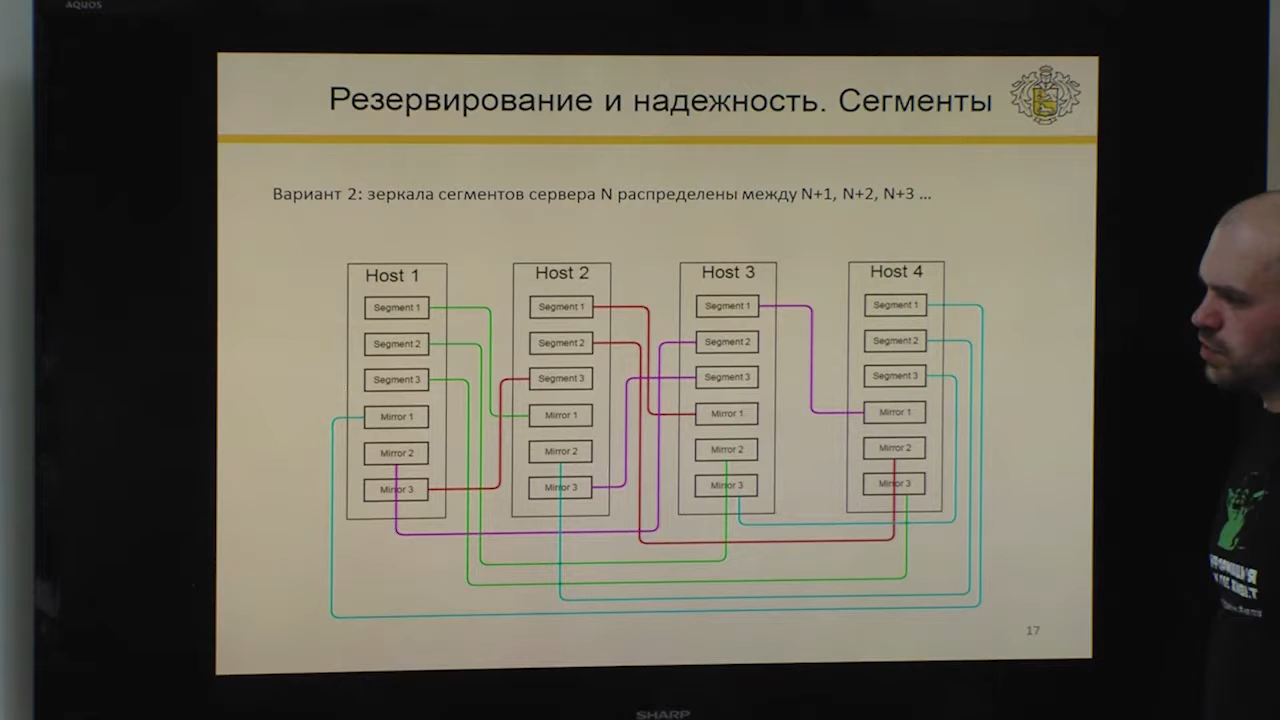 AQUOS
Резервирование и надежность. Сегменты
Вариант 2: зеркала сегментов сервера N распределены между N+1, N+2, N+3 ...
Host 1
Segment 1
Segment 2
Segment 3
Mirror 1
Mirror 2
Mirror 3
Host 2
Segment 1
Segment 2
Segment 3
Mirror 1
Mirror 2
Mirror 3
Host 3
Segment 1
Segment 2
Segment 3
Mirror 1
Mirror 2
Mirror 3
Host 4
Segment 1
Segment 2
Segment 3
Mirror 1
Mirror 2
Mirror 3
17
SHARP